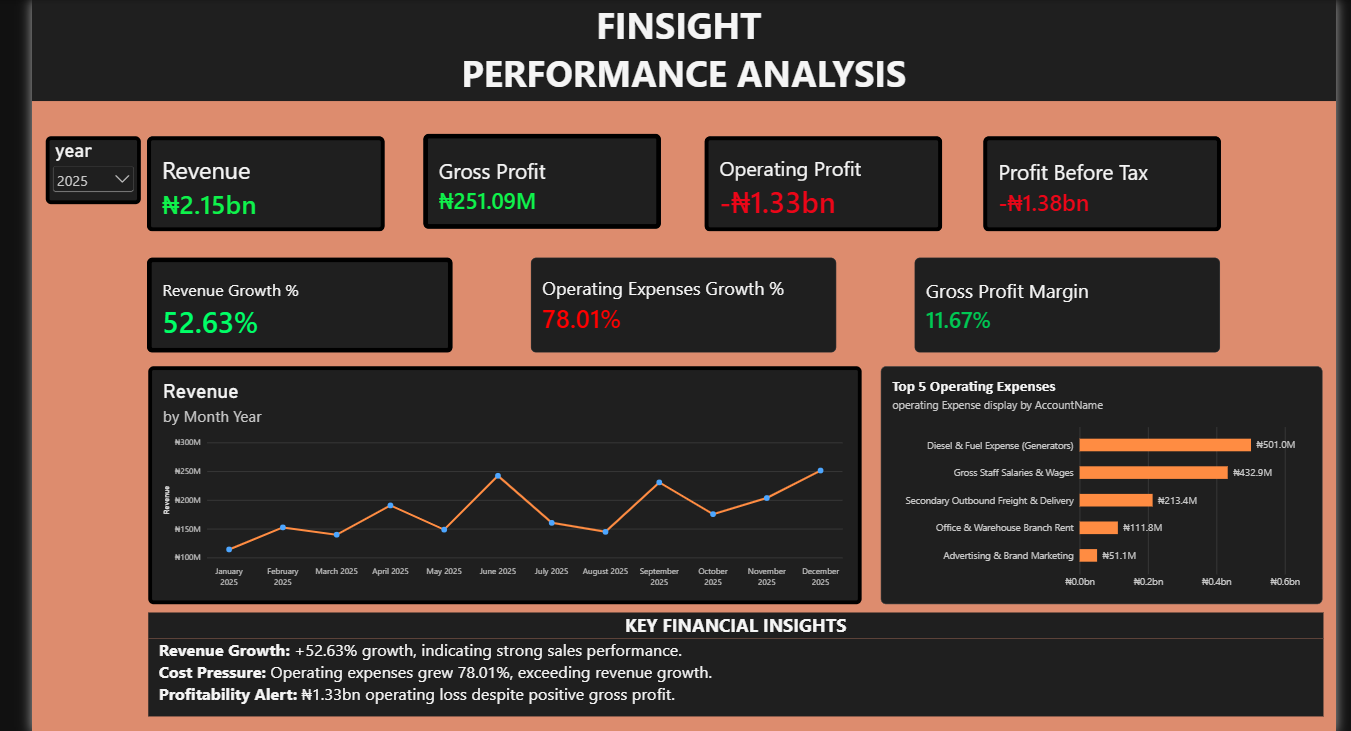 FINSIGHT
PERFORMANCE ANALYSIS
year
2025
Revenue
₦2.15bn
Gross Profit
₦251.09M
Operating Profit
-₦1.33bn
Profit Before Tax
-₦1.38bn
Revenue Growth %
52.63%
Operating Expenses Growth %
78.01%
Gross Profit Margin
11.67%
Revenue
by Month Year
Revenue
₦300M
₦250M
₦200M
₦150M
₦100M
January 2025
February 2025
March 2025
April 2025
May 2025
June 2025
July 2025
August 2025
September 2025
October 2025
November 2025
December 2025
Top 5 Operating Expenses
operating Expense display by AccountName
Diesel & Fuel Expense (Generators) ₦501.0M
Gross Staff Salaries & Wages ₦432.9M
Secondary Outbound Freight & Delivery ₦213.4M
Office & Warehouse Branch Rent ₦111.8M
Advertising & Brand Marketing ₦51.1M
₦0.0bn ₦0.2bn ₦0.4bn ₦0.6bn
KEY FINANCIAL INSIGHTS
Revenue Growth: +52.63% growth, indicating strong sales performance.
Cost Pressure: Operating expenses grew 78.01%, exceeding revenue growth.
Profitability Alert: ₦1.33bn operating loss despite positive gross profit.